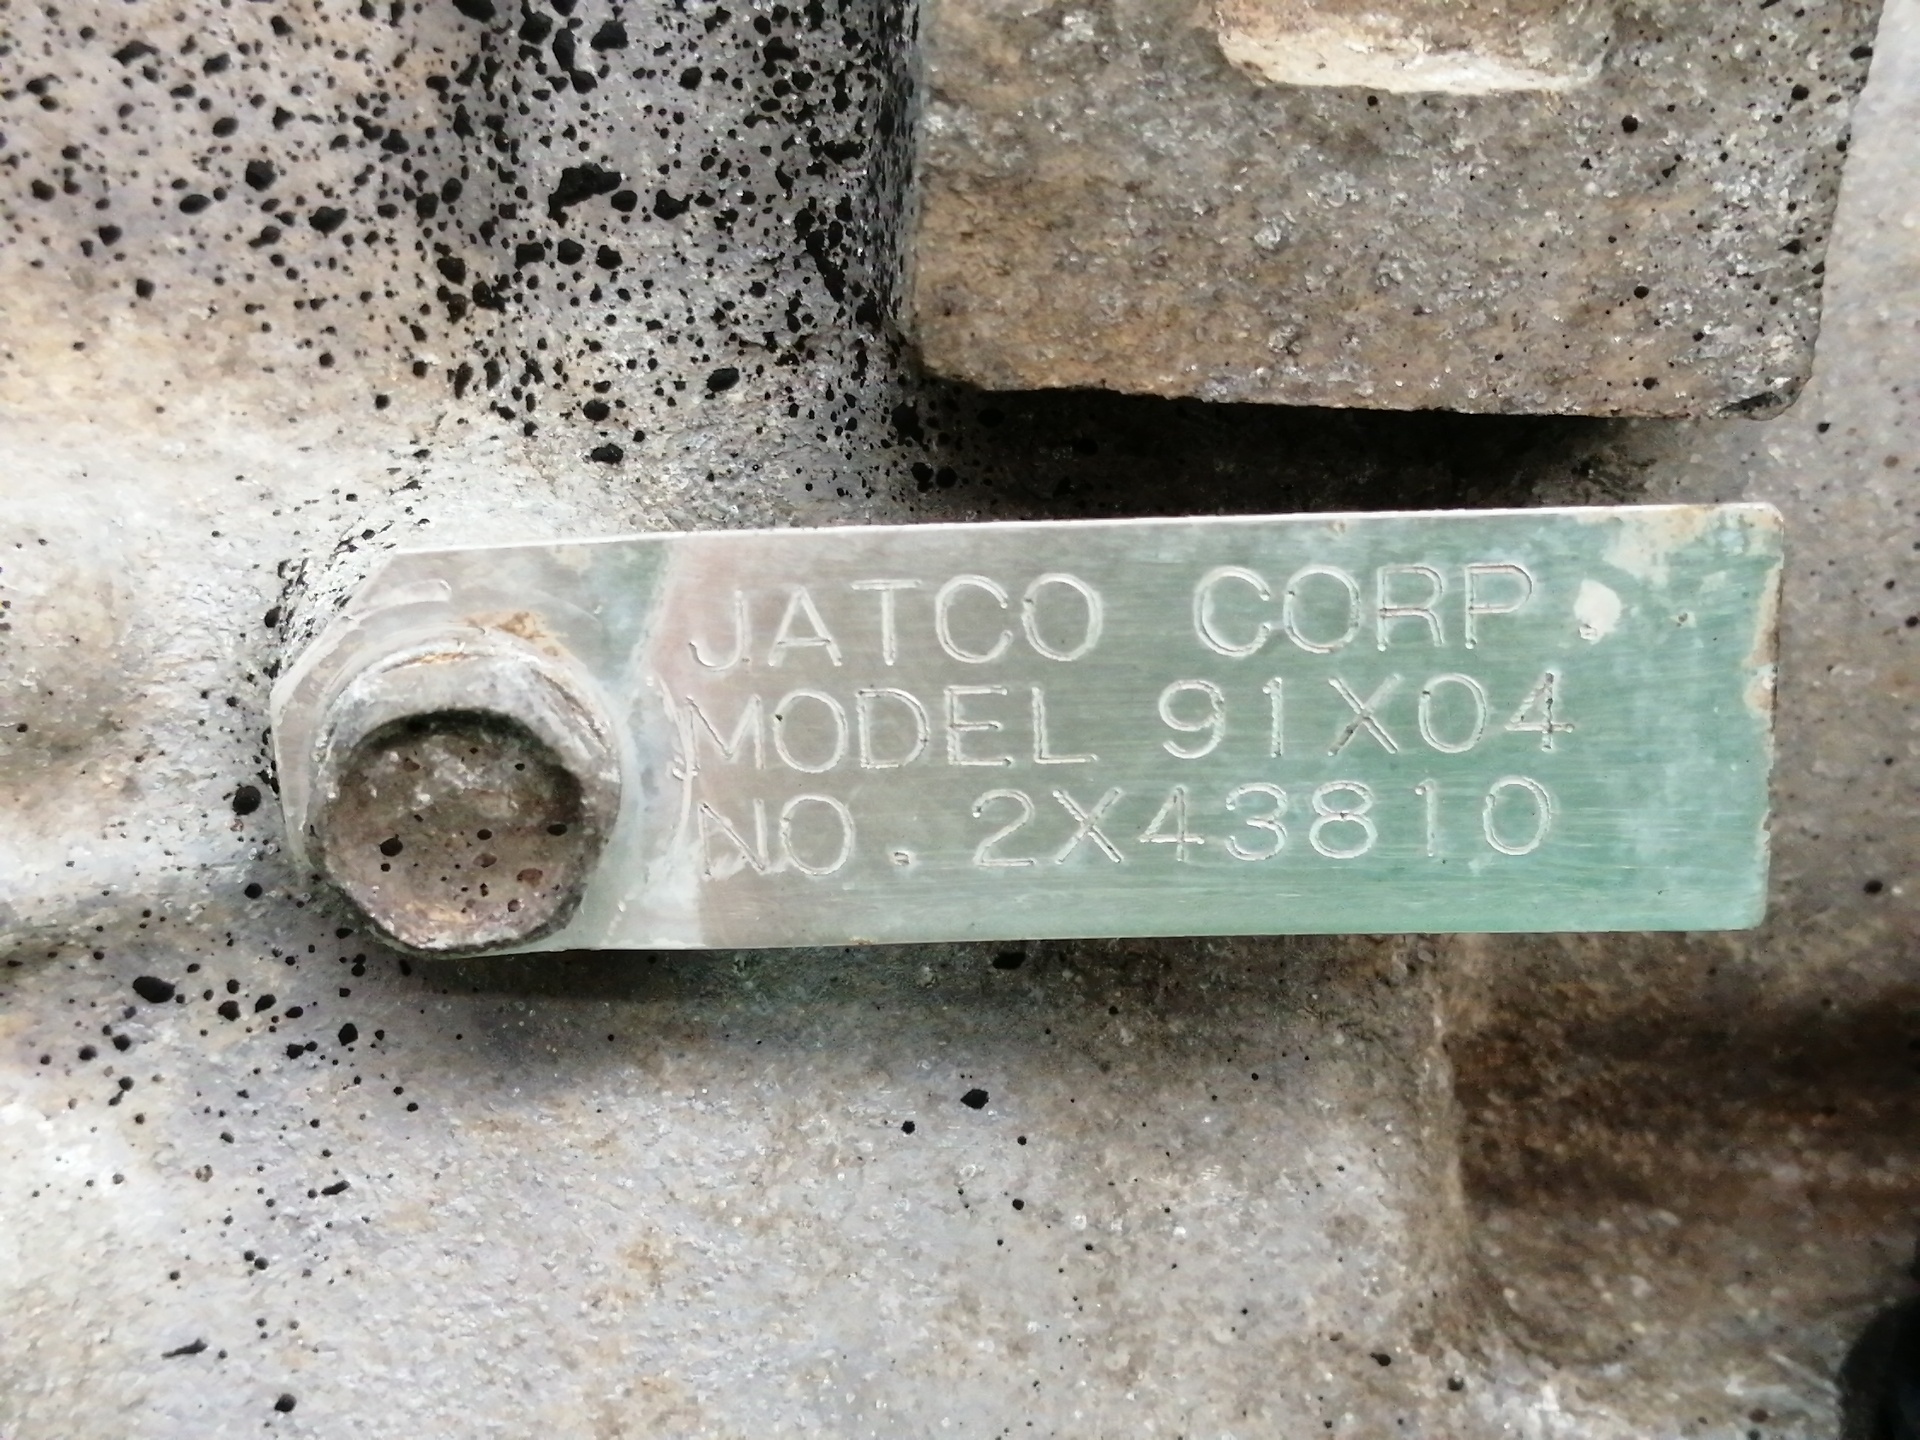 JATCO CORP.
MODEL 91X04
NO. 2X43810